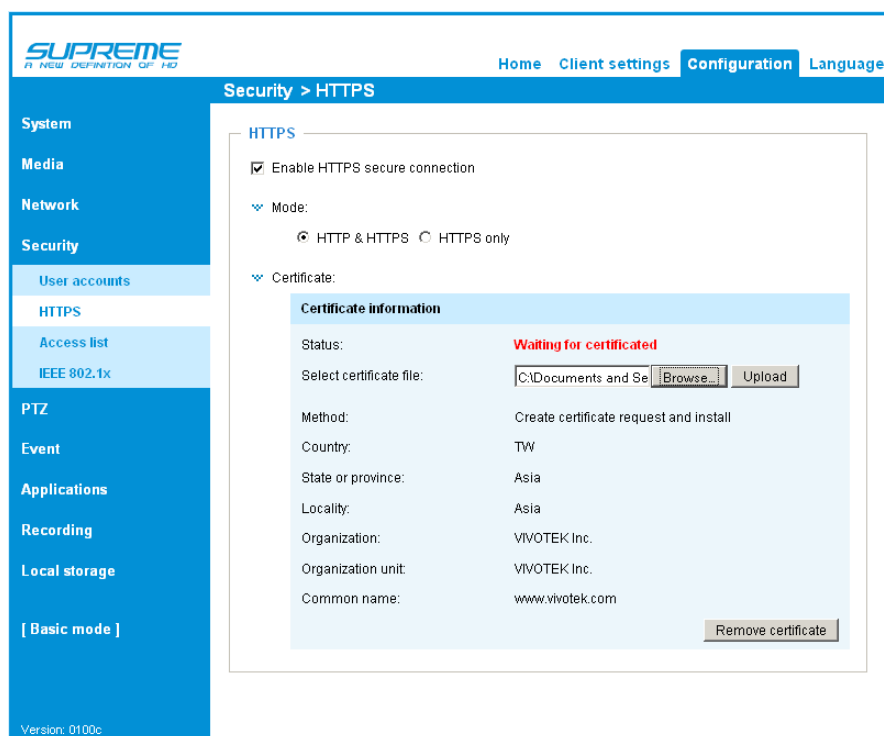 SUPREME
A NEW DEFINITION OF HD
Home Client settings Configuration Language
Security > HTTPS
System
Media
Network
Security
User accounts
HTTPS
Access list
IEEE 802.1x
PTZ
Event
Applications
Recording
Local storage
[ Basic mode ]
Version: 0100c
HTTPS
Enable HTTPS secure connection
Mode:
HTTP & HTTPS HTTPS only
Certificate:
Certificate information
Status: Waiting for certificated
Select certificate file: C:\Documents and Se Browse... Upload
Method: Create certificate request and install
Country: TW
State or province: Asia
Locality: Asia
Organization: VIVOTEK Inc.
Organization unit: VIVOTEK Inc.
Common name: www.vivotek.com
Remove certificate